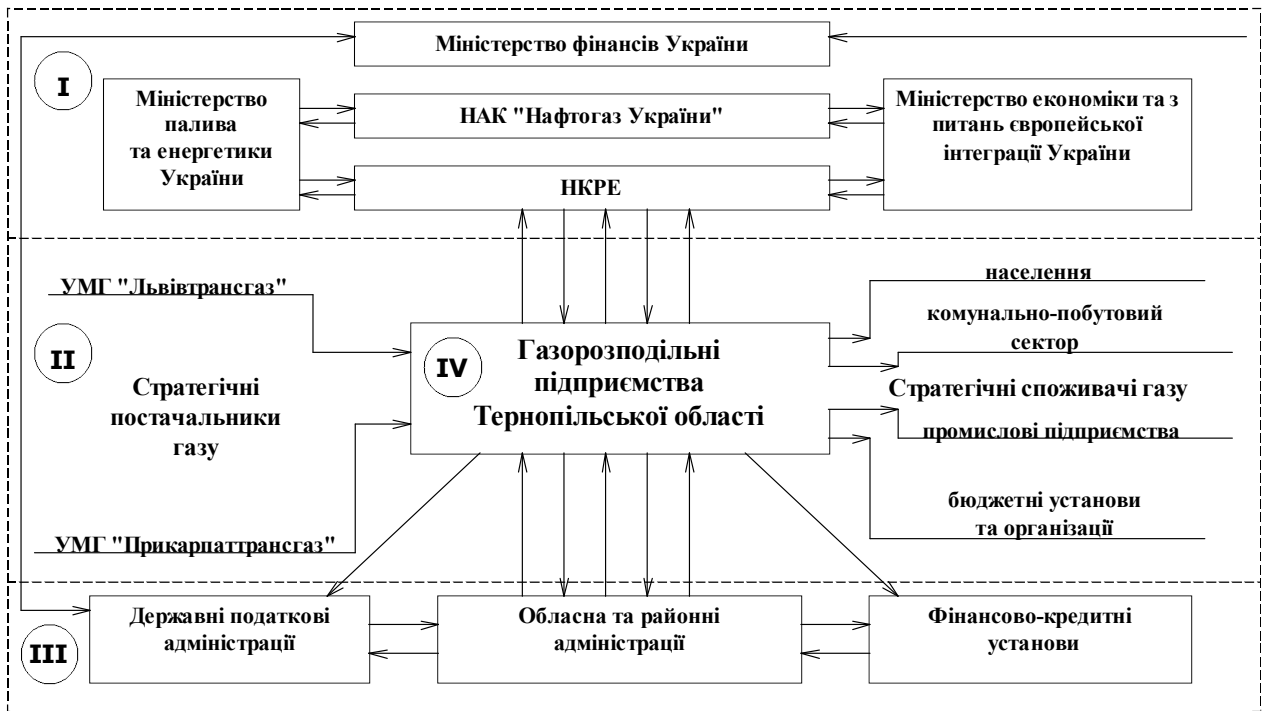 Міністерство фінансів України
I
Міністерство
палива
та енергетики
України
НАК "Нафтогаз України"
Міністерство економіки та з
питань європейської
інтеграції України
НКРЕ
УМГ "Львівтрансгаз"
II
Стратегічні
постачальники
газу
УМГ "Прикарпаттрансгаз"
IV
Газорозподільні
підприємства
Тернопільської області
населення
комунально-побутовий
сектор
Стратегічні споживачі газу
промислові підприємства
бюджетні установи
та організації
III
Державні податкові
адміністрації
Обласна та районні
адміністрації
Фінансово-кредитні
установи